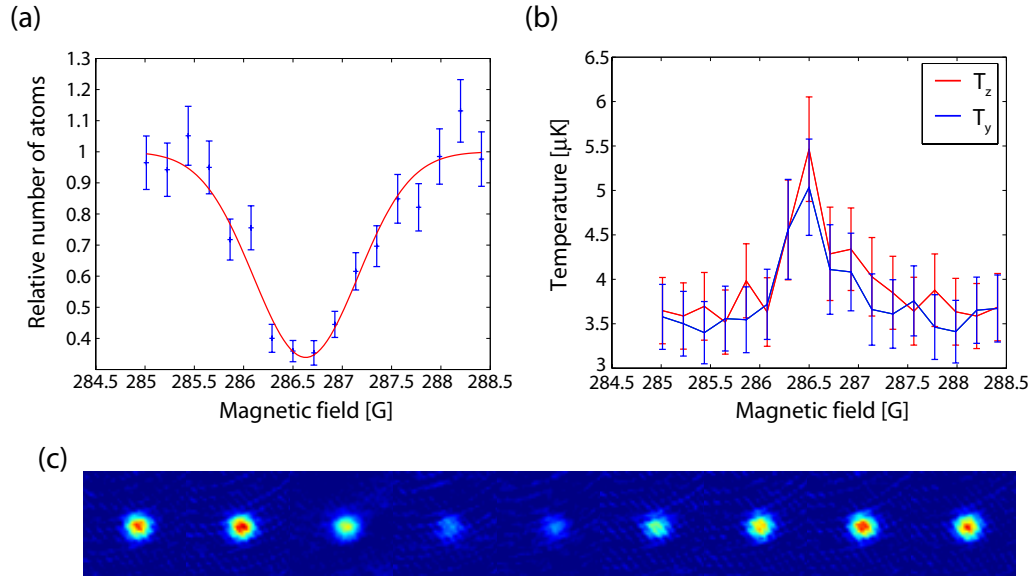 (a)
(b)
Relative number of atoms
1.3
1.2
1.1
1
0.9
0.8
0.7
0.6
0.5
0.4
284.5 285 285.5 286 286.5 287 287.5 288 288.5
Magnetic field [G]
Temperature [μK]
6.5
6
5.5
5
4.5
4
3.5
3
T_z
T_y
284.5 285 285.5 286 286.5 287 287.5 288 288.5
Magnetic field [G]
(c)